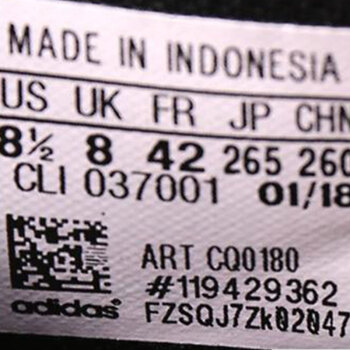 MADE IN INDONESIA
US UK FR JP CHN
8½ 8 42 265 260
CLI 037001 01/18
ART CQ0180
#119429362
adidas FZSQJ7Zk02047